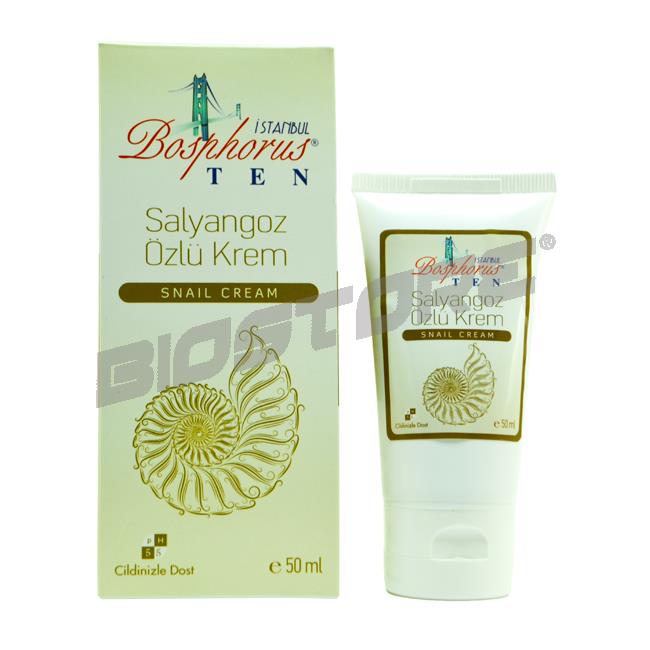 İSTANBUL
Bosphorus®
TEN
Salyangoz
Özlü Krem
SNAIL CREAM
pH
5 5
Cildinizle Dost
e 50 ml
İSTANBUL
Bosphorus®
TEN
Salyangoz
Özlü Krem
SNAIL CREAM
Cildinizle Dost
e 50 ml
BIOSTORE®